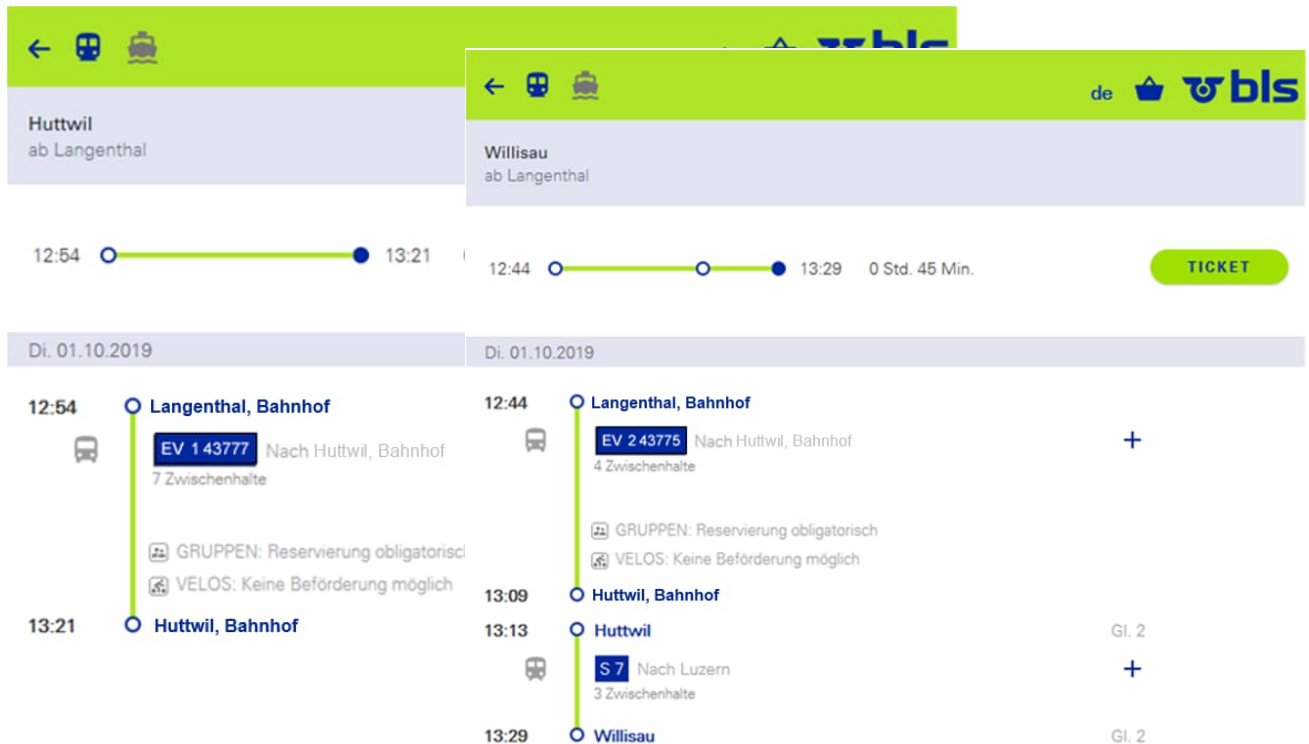 bls
Huttwil
ab Langenthal
12:54 13:21
Di. 01.10.2019
12:54 Langenthal, Bahnhof
EV 1 43777 Nach Huttwil, Bahnhof
7 Zwischenhalte
GRUPPEN: Reservierung obligatorisch
VELOS: Keine Beförderung möglich
13:21 Huttwil, Bahnhof
de bls
Willisau
ab Langenthal
12:44 13:29 0 Std. 45 Min. TICKET
Di. 01.10.2019
12:44 Langenthal, Bahnhof
EV 2 43775 Nach Huttwil, Bahnhof +
4 Zwischenhalte
GRUPPEN: Reservierung obligatorisch
VELOS: Keine Beförderung möglich
13:09 Huttwil, Bahnhof
13:13 Huttwil Gl. 2
S 7 Nach Luzern +
3 Zwischenhalte
13:29 Willisau Gl. 2